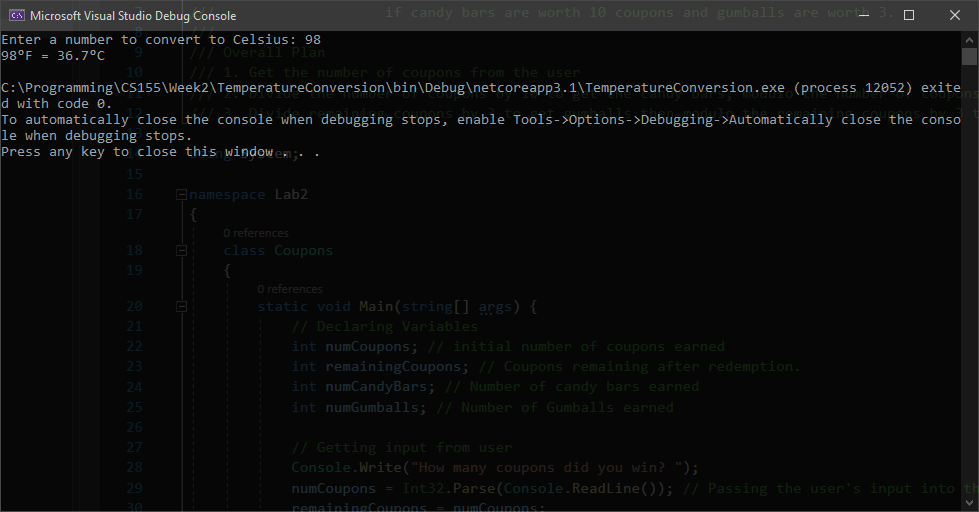 Microsoft Visual Studio Debug Console
if candy bars are worth 10 coupons and gumballs are worth 3.
Enter a number to convert to Celsius: 98
98°F = 36.7°C
/// Overall Plan
/// 1. Get the number of coupons from the user
C:\Programming\CS155\Week2\TemperatureConversion\bin\Debug\netcoreapp3.1\TemperatureConversion.exe (process 12052) exite
d with code 0.
To automatically close the console when debugging stops, enable Tools->Options->Debugging->Automatically close the conso
le when debugging stops.
Press any key to close this window . . .
15
16 namespace Lab2
17 {
0 references
18 class Coupons
19 {
0 references
20 static void Main(string[] args) {
21 // Declaring Variables
22 int numCoupons; // initial number of coupons earned
23 int remainingCoupons; // Coupons remaining after redemption.
24 int numCandyBars; // Number of candy bars earned
25 int numGumballs; // Number of Gumballs earned
26
27 // Getting input from user
28 Console.Write("How many coupons did you win? ");
29 numCoupons = Int32.Parse(Console.ReadLine()); // Passing the user's input into
30 remainingCoupons = numCoupons;